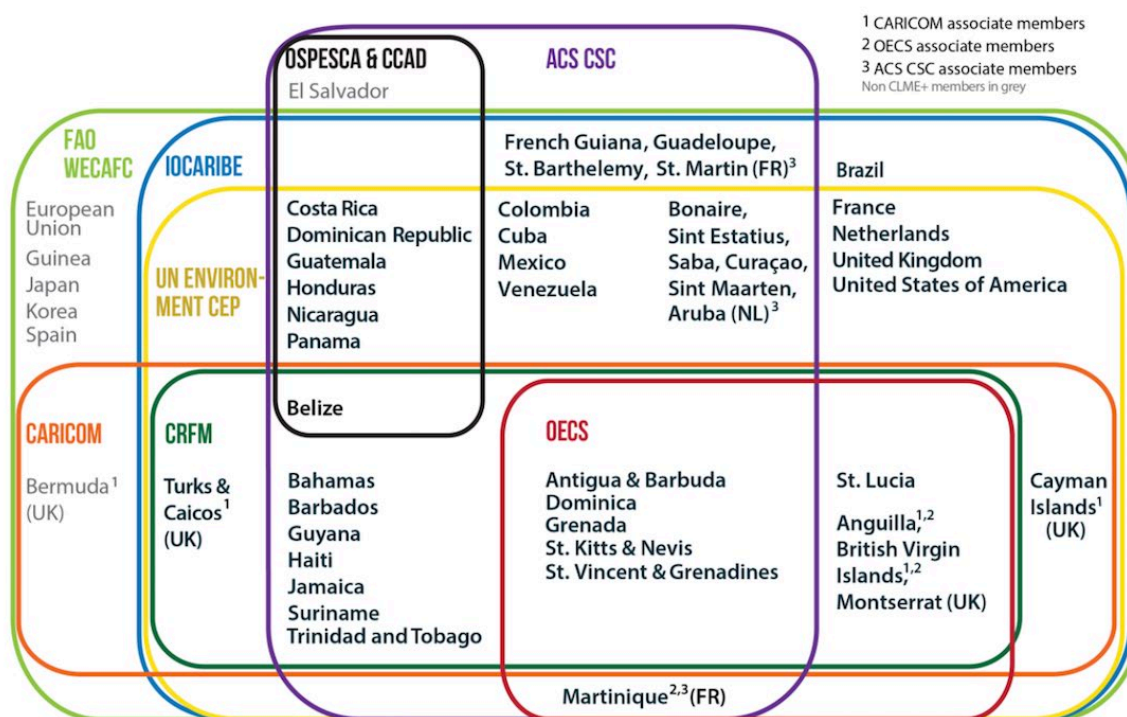 ¹ CARICOM associate members
² OECS associate members
³ ACS CSC associate members
Non CLME+ members in grey
OSPESCA & CCAD
El Salvador
ACS CSC
FAO
WECAFC
European
Union
Guinea
Japan
Korea
Spain
IOCARIBE
French Guiana, Guadeloupe,
St. Barthelemy, St. Martin (FR)³
Brazil
UN ENVIRON-
MENT CEP
Costa Rica
Dominican Republic
Guatemala
Honduras
Nicaragua
Panama
Colombia
Cuba
Mexico
Venezuela
Bonaire,
Sint Estatius,
Saba, Curaçao,
Sint Maarten,
Aruba (NL)³
France
Netherlands
United Kingdom
United States of America
Belize
CARICOM
Bermuda¹
(UK)
CRFM
Turks &
Caicos¹
(UK)
Bahamas
Barbados
Guyana
Haiti
Jamaica
Suriname
Trinidad and Tobago
OECS
Antigua & Barbuda
Dominica
Grenada
St. Kitts & Nevis
St. Vincent & Grenadines
St. Lucia
Anguilla,¹,²
British Virgin
Islands,¹,²
Montserrat (UK)
Cayman
Islands¹
(UK)
Martinique²,³ (FR)